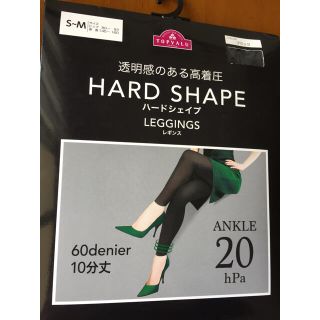 S~M
TOPVALU
透明感のある高着圧
HARD SHAPE
ハードシェイプ
LEGGINGS
レギンス
60denier
10分丈
ANKLE
20
hPa